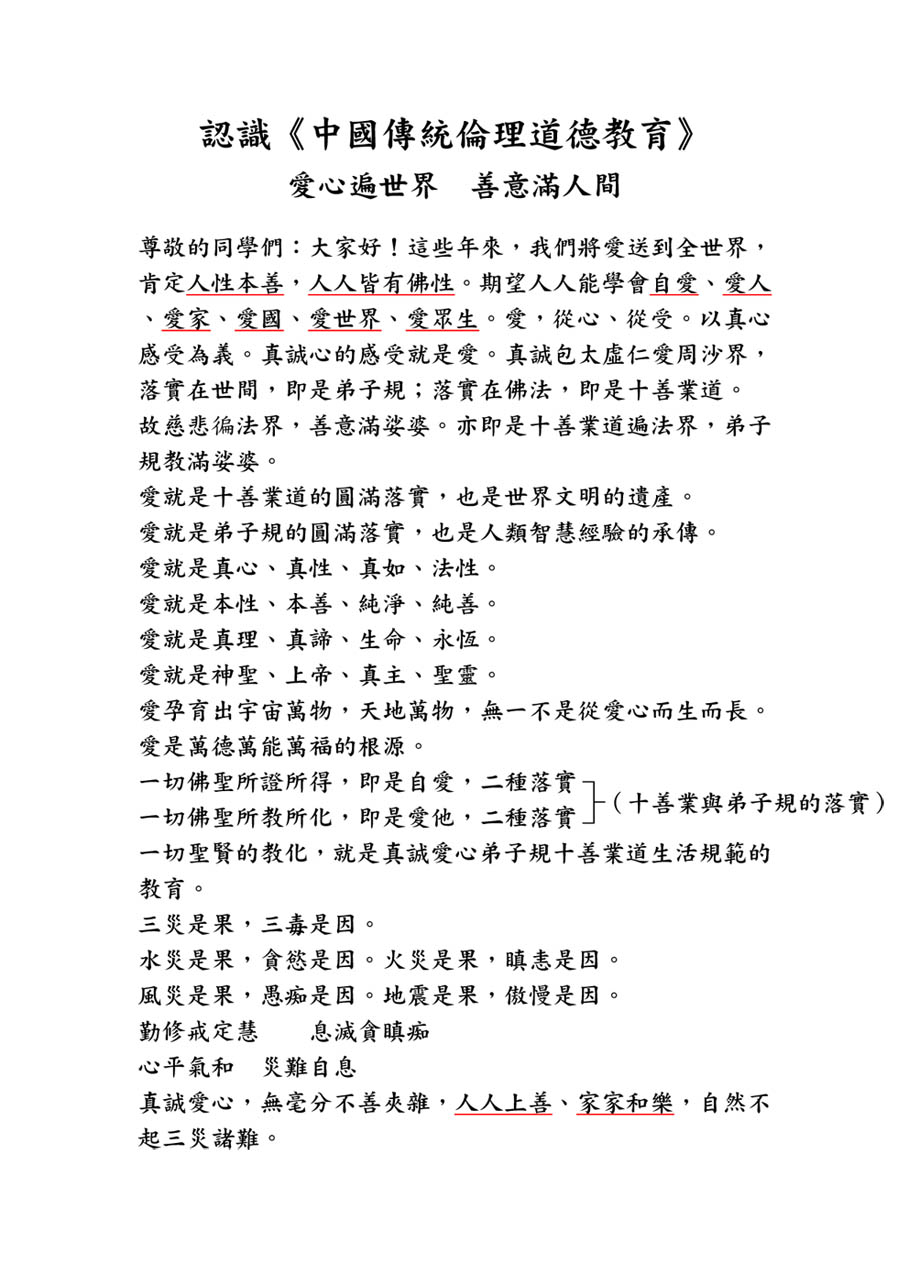 認識《中國傳統倫理道德教育》
愛心遍世界　善意滿人間
尊敬的同學們：大家好！這些年來，我們將愛送到全世界，
肯定人性本善，人人皆有佛性。期望人人能學會自愛、愛人
、愛家、愛國、愛世界、愛眾生。愛，從心、從受。以真心
感受為義。真誠心的感受就是愛。真誠包太虛仁愛周沙界，
落實在世間，即是弟子規；落實在佛法，即是十善業道。
故慈悲徧法界，善意滿娑婆。亦即是十善業道遍法界，弟子
規教滿娑婆。
愛就是十善業道的圓滿落實，也是世界文明的遺產。
愛就是弟子規的圓滿落實，也是人類智慧經驗的承傳。
愛就是真心、真性、真如、法性。
愛就是本性、本善、純淨、純善。
愛就是真理、真諦、生命、永恆。
愛就是神聖、上帝、真主、聖靈。
愛孕育出宇宙萬物，天地萬物，無一不是從愛心而生而長。
愛是萬德萬能萬福的根源。
一切佛聖所證所得，即是自愛，二種落實
一切佛聖所教所化，即是愛他，二種落實
（十善業與弟子規的落實）
一切聖賢的教化，就是真誠愛心弟子規十善業道生活規範的
教育。
三災是果，三毒是因。
水災是果，貪慾是因。火災是果，瞋恚是因。
風災是果，愚痴是因。地震是果，傲慢是因。
勤修戒定慧　　息滅貪瞋痴
心平氣和　災難自息
真誠愛心，無毫分不善夾雜，人人上善、家家和樂，自然不
起三災諸難。